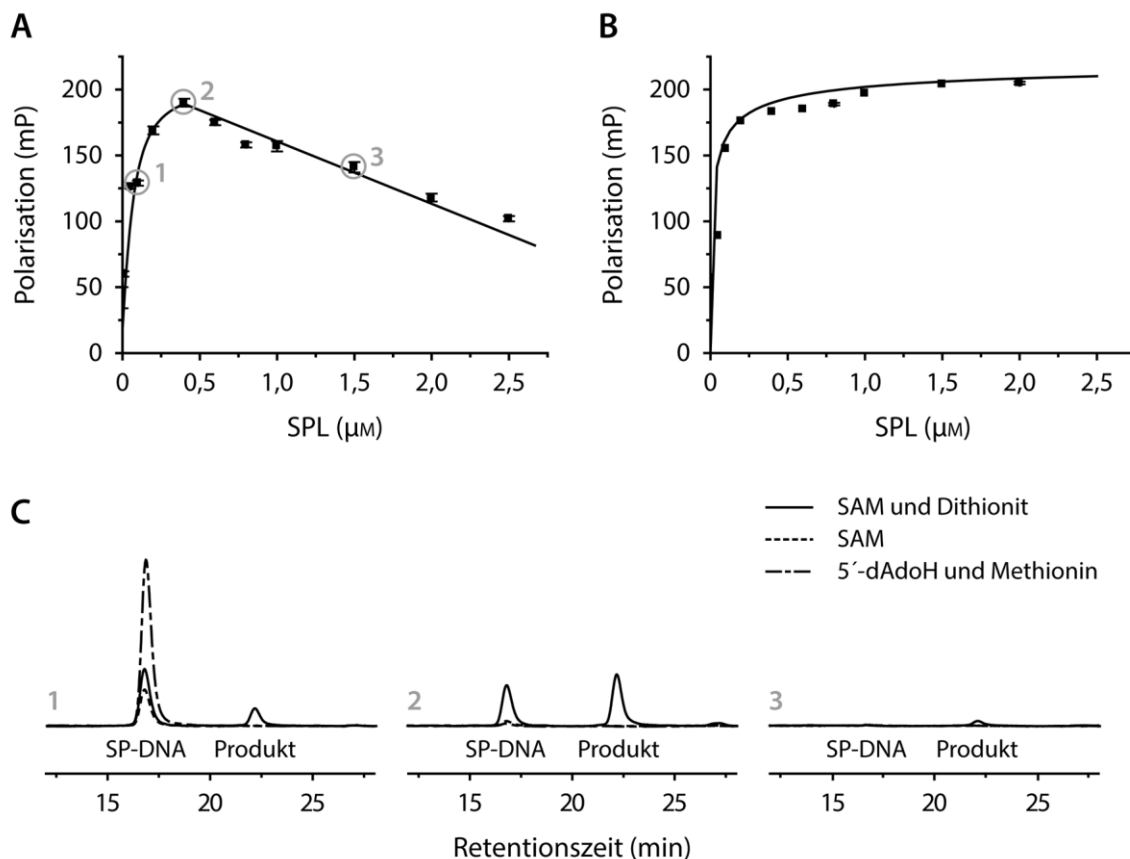 A
B
Polarisation (mP)
200
150
100
50
0
1
2
3
0
0,5
1,0
1,5
2,0
2,5
SPL (μM)
Polarisation (mP)
200
150
100
50
0
0
0,5
1,0
1,5
2,0
2,5
SPL (μM)
C
SAM und Dithionit
SAM
5´-dAdoH und Methionin
1
SP-DNA Produkt
15 20 25
2
SP-DNA Produkt
15 20 25
3
SP-DNA Produkt
15 20 25
Retentionszeit (min)